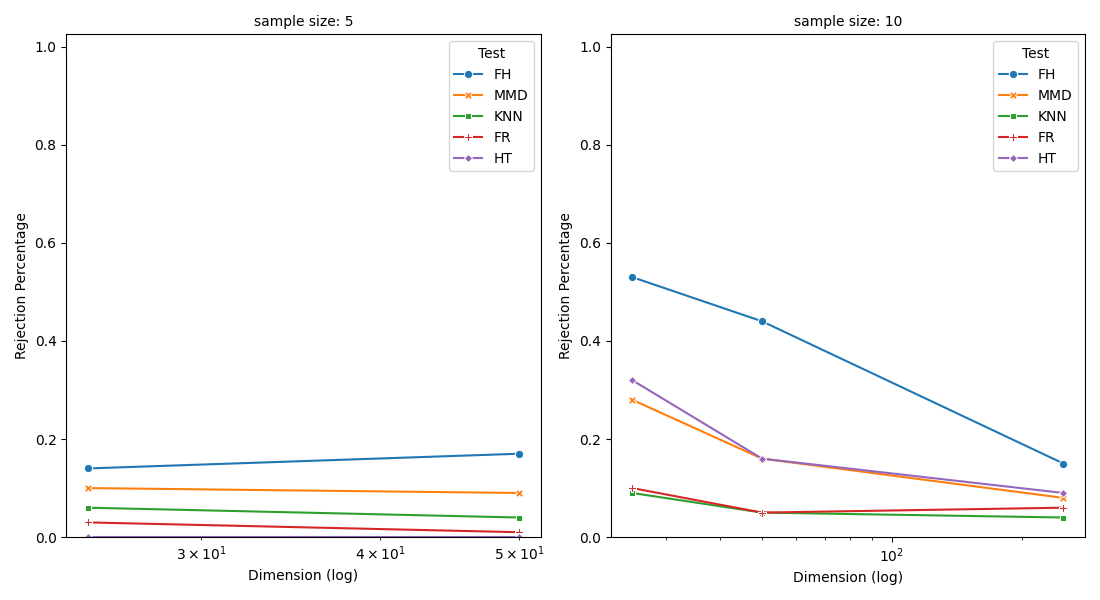 sample size: 5
1.0
0.8
0.6
0.4
0.2
0.0
Rejection Percentage
Test
FH
MMD
KNN
FR
HT
3 × 10¹
4 × 10¹
5 × 10¹
Dimension (log)
sample size: 10
1.0
0.8
0.6
0.4
0.2
0.0
Rejection Percentage
Test
FH
MMD
KNN
FR
HT
10²
Dimension (log)